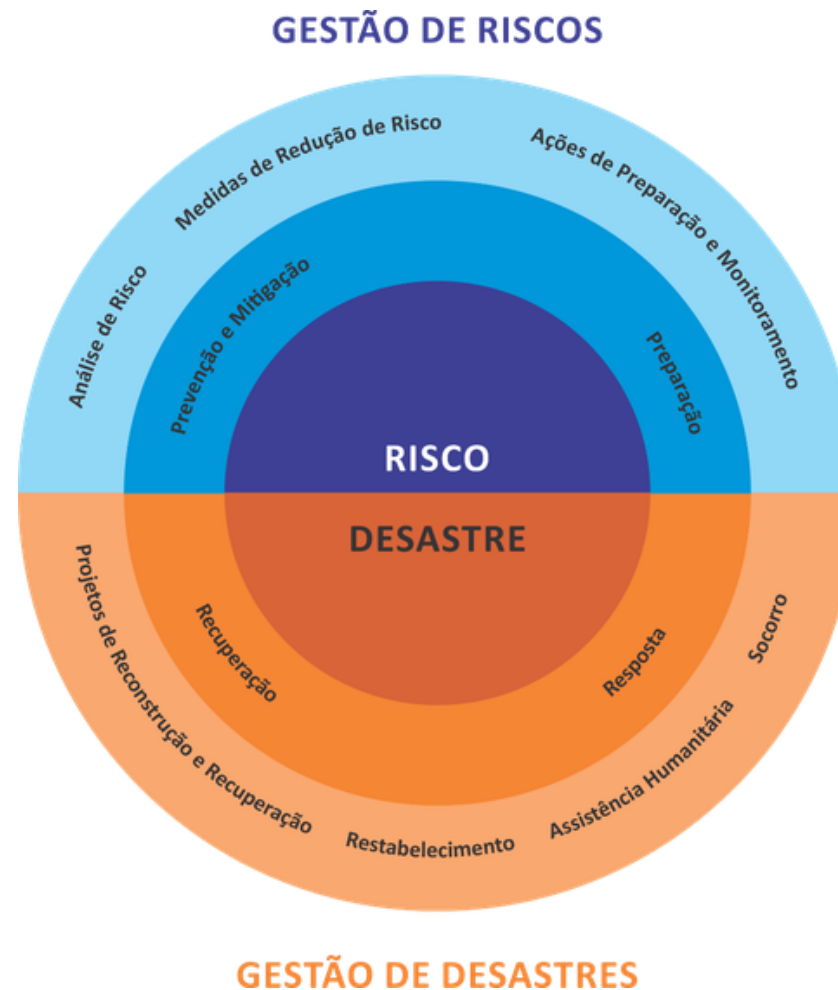 GESTÃO DE RISCOS
Medidas de Redução de Risco
Ações de Preparação e Monitoramento
Análise de Risco
Prevenção e Mitigação
Preparação
RISCO
DESASTRE
Recuperação
Resposta
Socorro
Projetos de Reconstrução e Recuperação
Assistência Humanitária
Restabelecimento
GESTÃO DE DESASTRES